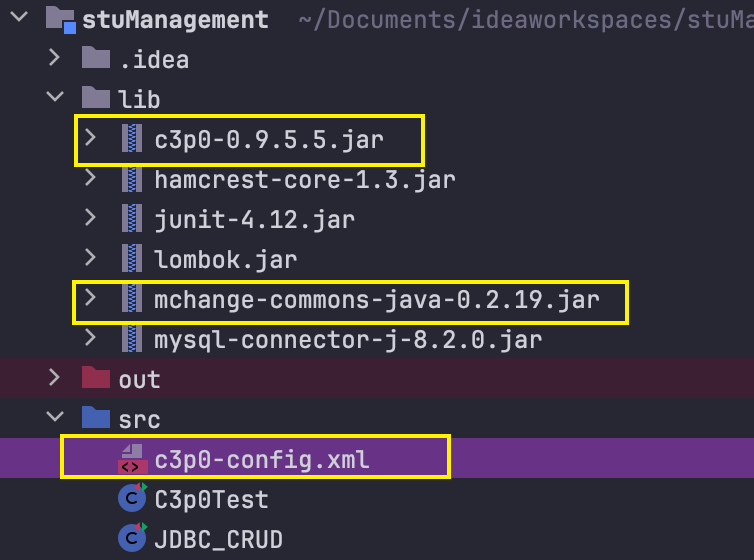 stuManagement ~/Documents/ideaworkspaces/stuMa
.idea
lib
c3p0-0.9.5.5.jar
hamcrest-core-1.3.jar
junit-4.12.jar
lombok.jar
mchange-commons-java-0.2.19.jar
mysql-connector-j-8.2.0.jar
out
src
<> c3p0-config.xml
C C3p0Test
C JDBC_CRUD